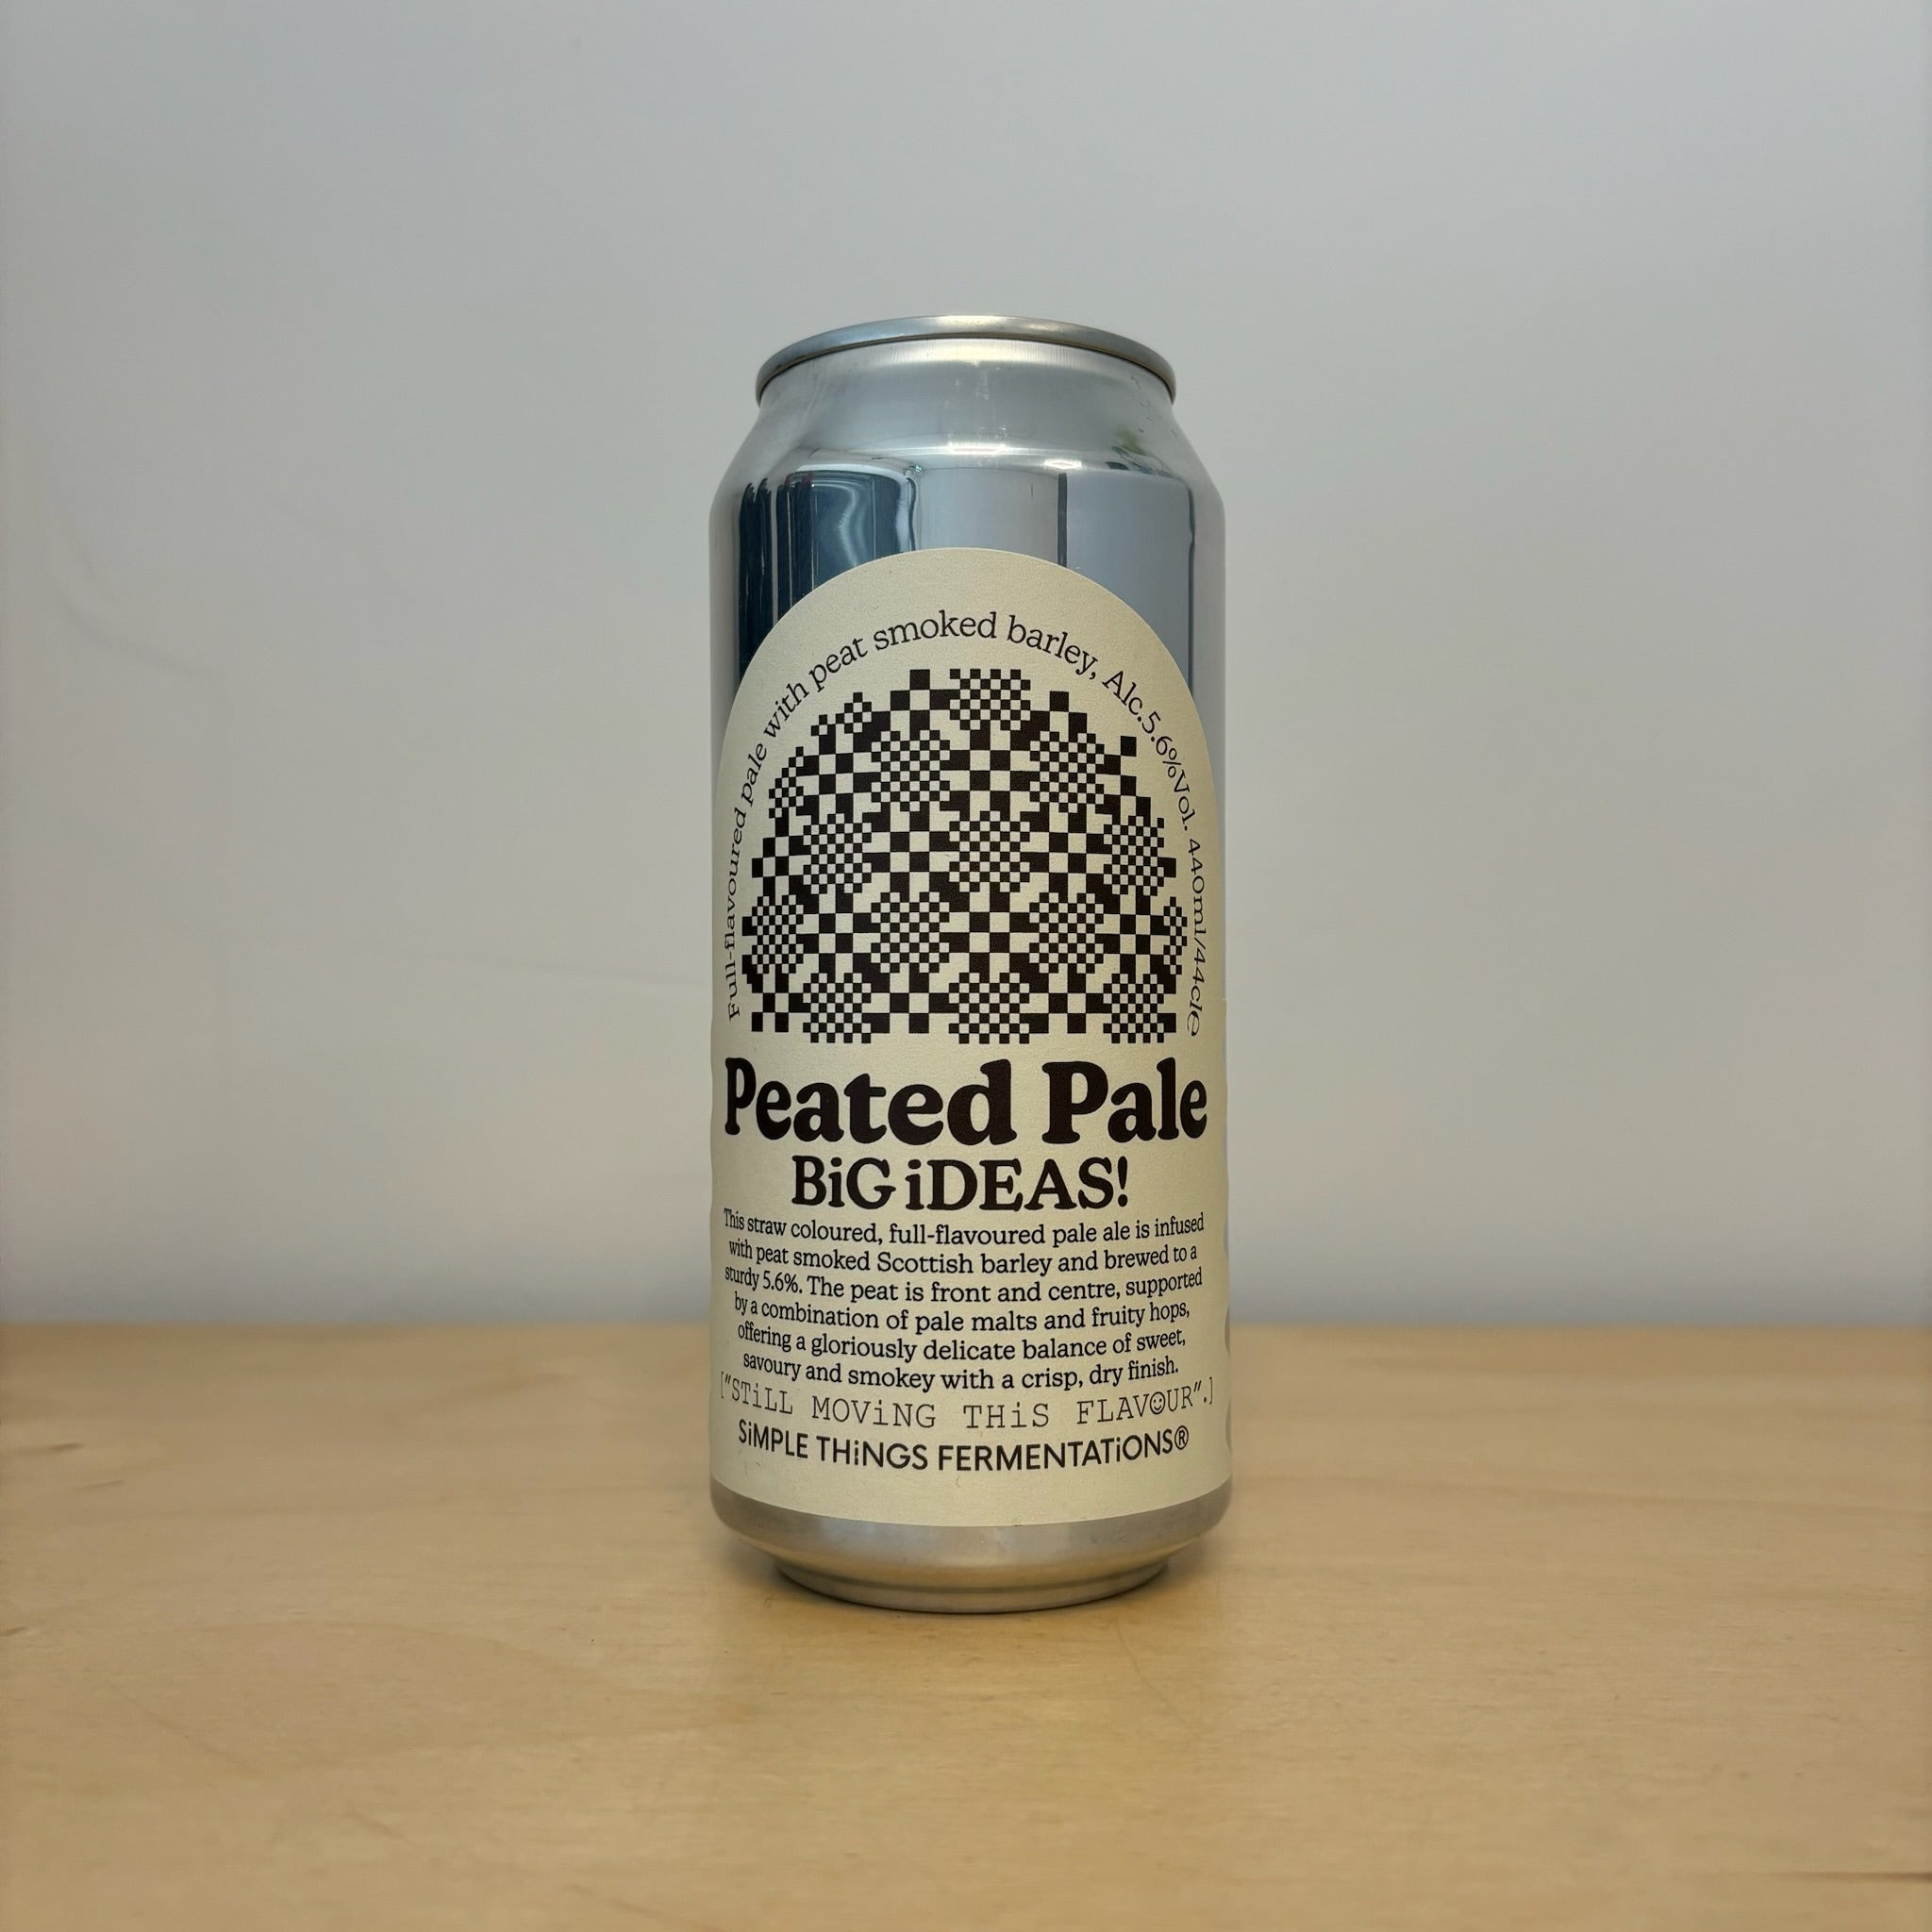 Full-flavoured pale with peat smoked barley, Alc.5.6%Vol. 440ml/44cl℮
Peated Pale
BiG iDEAS!
This straw coloured, full-flavoured pale ale is infused
with peat smoked Scottish barley and brewed to a
sturdy 5.6%. The peat is front and centre, supported
by a combination of pale malts and fruity hops,
offering a gloriously delicate balance of sweet,
savoury and smokey with a crisp, dry finish.
["STiLL MOViNG THiS FLAV☺UR".]
SiMPLE THiNGS FERMENTATiONS®